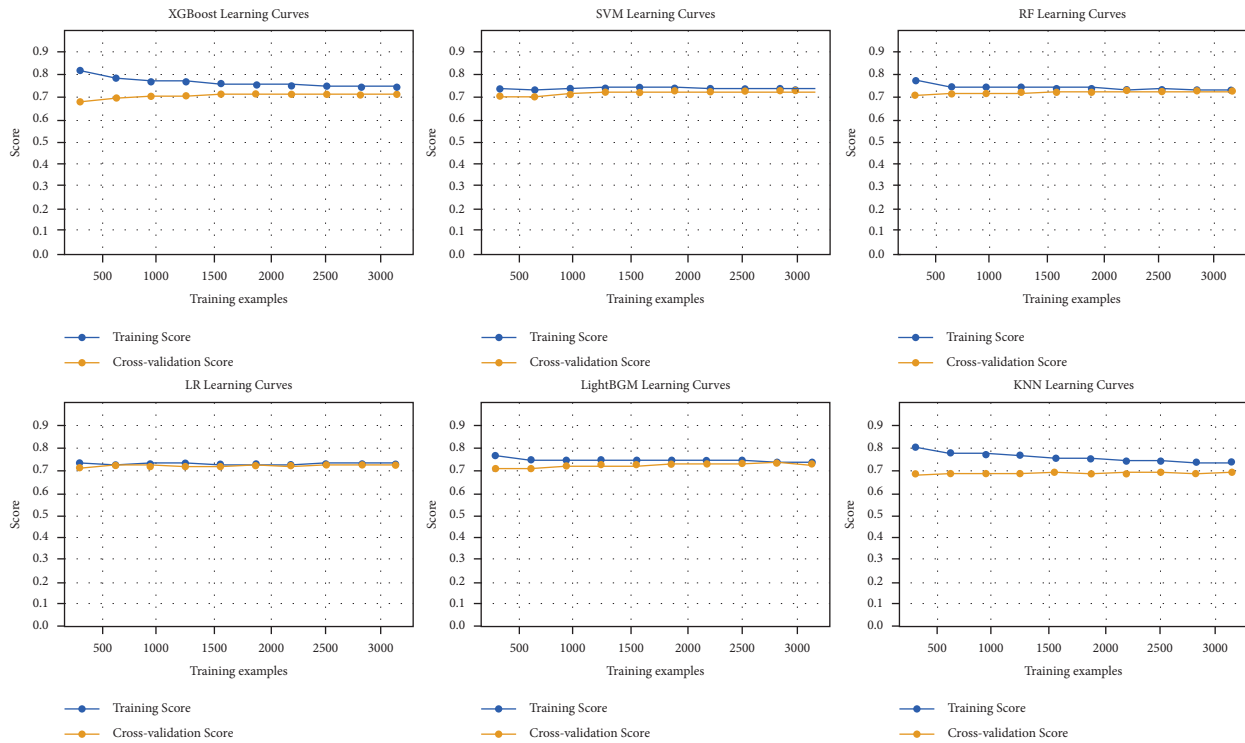 XGBoost Learning Curves
0.9
0.8
0.7
0.6
0.5
0.4
0.3
0.2
0.1
0.0
Score
500 1000 1500 2000 2500 3000
Training examples
Training Score
Cross-validation Score
SVM Learning Curves
0.9
0.8
0.7
0.6
0.5
0.4
0.3
0.2
0.1
0.0
Score
500 1000 1500 2000 2500 3000
Training examples
Training Score
Cross-validation Score
RF Learning Curves
0.9
0.8
0.7
0.6
0.5
0.4
0.3
0.2
0.1
0.0
Score
500 1000 1500 2000 2500 3000
Training examples
Training Score
Cross-validation Score
LR Learning Curves
0.9
0.8
0.7
0.6
0.5
0.4
0.3
0.2
0.1
0.0
Score
500 1000 1500 2000 2500 3000
Training examples
Training Score
Cross-validation Score
LightBGM Learning Curves
0.9
0.8
0.7
0.6
0.5
0.4
0.3
0.2
0.1
0.0
Score
500 1000 1500 2000 2500 3000
Training examples
Training Score
Cross-validation Score
KNN Learning Curves
0.9
0.8
0.7
0.6
0.5
0.4
0.3
0.2
0.1
0.0
Score
500 1000 1500 2000 2500 3000
Training examples
Training Score
Cross-validation Score